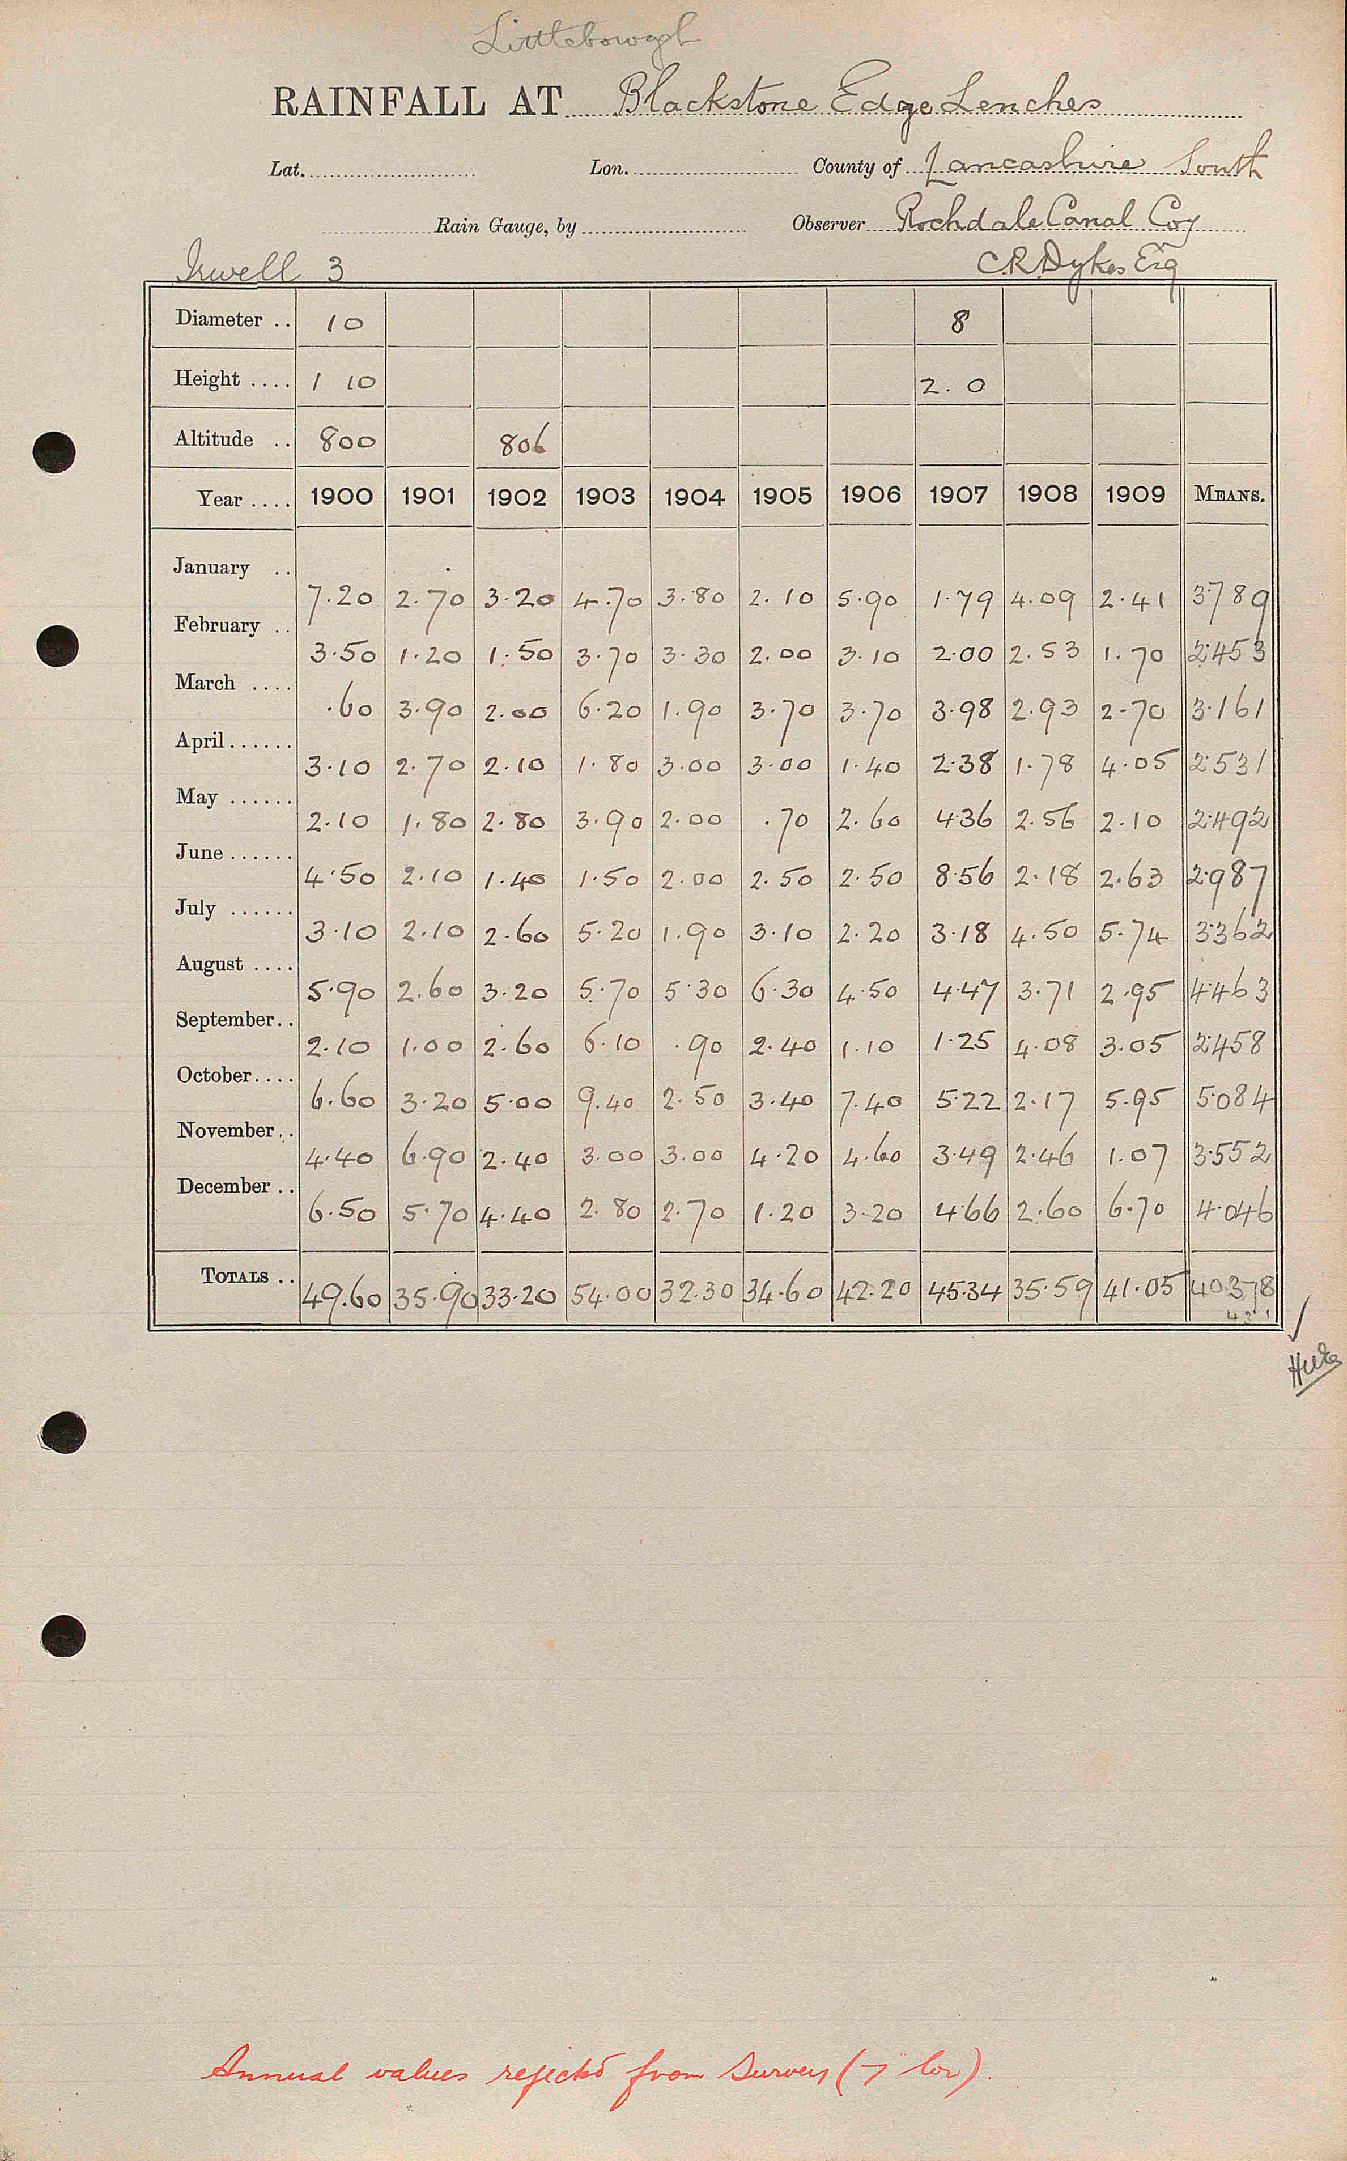 Littleborough
RAINFALL AT Blackstone Edge Lenches
Lat. Lon. County of Lancashire South
Rain Gauge, by Observer Rochdale Canal Coy
Irwell 3 C.R. Dykes Esq
Diameter .. 10 8
Height .... 1 10 2.0
Altitude .. 800 806
Year .... 1900 1901 1902 1903 1904 1905 1906 1907 1908 1909 MEANS.
January .. 7.20 2.70 3.20 4.70 3.80 2.10 5.90 1.79 4.09 2.41 3.789
February .. 3.50 1.20 1.50 3.70 3.30 2.00 3.10 2.00 2.53 1.70 2.453
March .... .60 3.90 2.00 6.20 1.90 3.70 3.70 3.98 2.93 2.70 3.161
April ...... 3.10 2.70 2.10 1.80 3.00 3.00 1.40 2.38 1.78 4.05 2.531
May ...... 2.10 1.80 2.80 3.90 2.00 .70 2.60 4.36 2.56 2.10 2.492
June ...... 4.50 2.10 1.40 1.50 2.00 2.50 2.50 8.56 2.18 2.63 2.987
July ...... 3.10 2.10 2.60 5.20 1.90 3.10 2.20 3.18 4.50 5.74 3.362
August .... 5.90 2.60 3.20 5.70 5.30 6.30 4.50 4.47 3.71 2.95 4.463
September.. 2.10 1.00 2.60 6.10 .90 2.40 1.10 1.25 4.08 3.05 2.458
October.... 6.60 3.20 5.00 9.40 2.50 3.40 7.40 5.22 2.17 5.95 5.084
November.. 4.40 6.90 2.40 3.00 3.00 4.20 4.60 3.49 2.46 1.07 3.552
December .. 6.50 5.70 4.40 2.80 2.70 1.20 3.20 4.66 2.60 6.70 4.046
TOTALS .. 49.60 35.90 33.20 54.00 32.30 34.60 42.20 45.34 35.59 41.05 40.378
Annual values rejected from Survey (7" low).